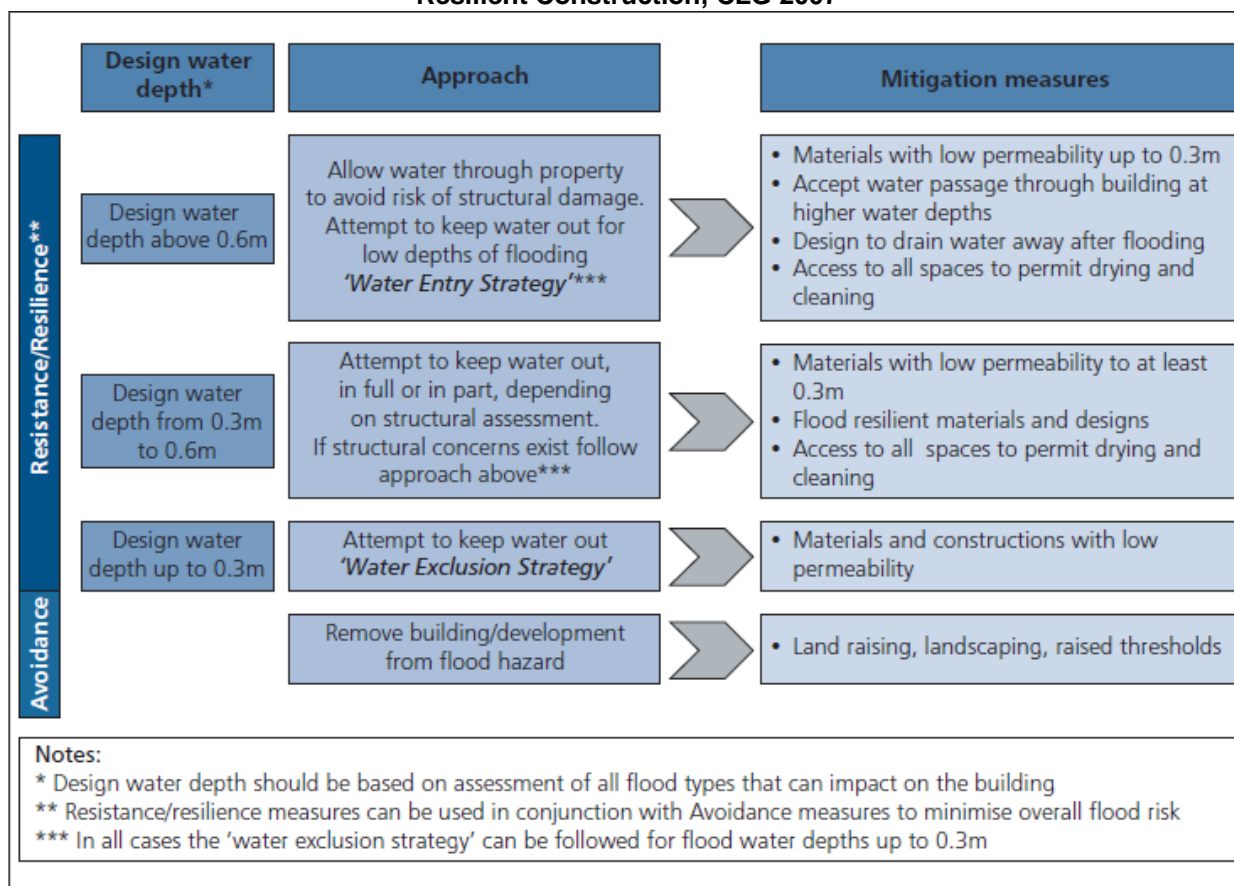 Resilient Construction, CLG 2007
Design water
depth*
Approach
Mitigation measures
Resistance/Resilience**
Design water
depth above 0.6m
Allow water through property
to avoid risk of structural damage.
Attempt to keep water out for
low depths of flooding
‘Water Entry Strategy’***
• Materials with low permeability up to 0.3m
• Accept water passage through building at
higher water depths
• Design to drain water away after flooding
• Access to all spaces to permit drying and
cleaning
Design water
depth from 0.3m
to 0.6m
Attempt to keep water out,
in full or in part, depending
on structural assessment.
If structural concerns exist follow
approach above***
• Materials with low permeability to at least
0.3m
• Flood resilient materials and designs
• Access to all spaces to permit drying and
cleaning
Design water
depth up to 0.3m
Attempt to keep water out
‘Water Exclusion Strategy’
• Materials and constructions with low
permeability
Avoidance
Remove building/development
from flood hazard
• Land raising, landscaping, raised thresholds
Notes:
* Design water depth should be based on assessment of all flood types that can impact on the building
** Resistance/resilience measures can be used in conjunction with Avoidance measures to minimise overall flood risk
*** In all cases the ‘water exclusion strategy’ can be followed for flood water depths up to 0.3m